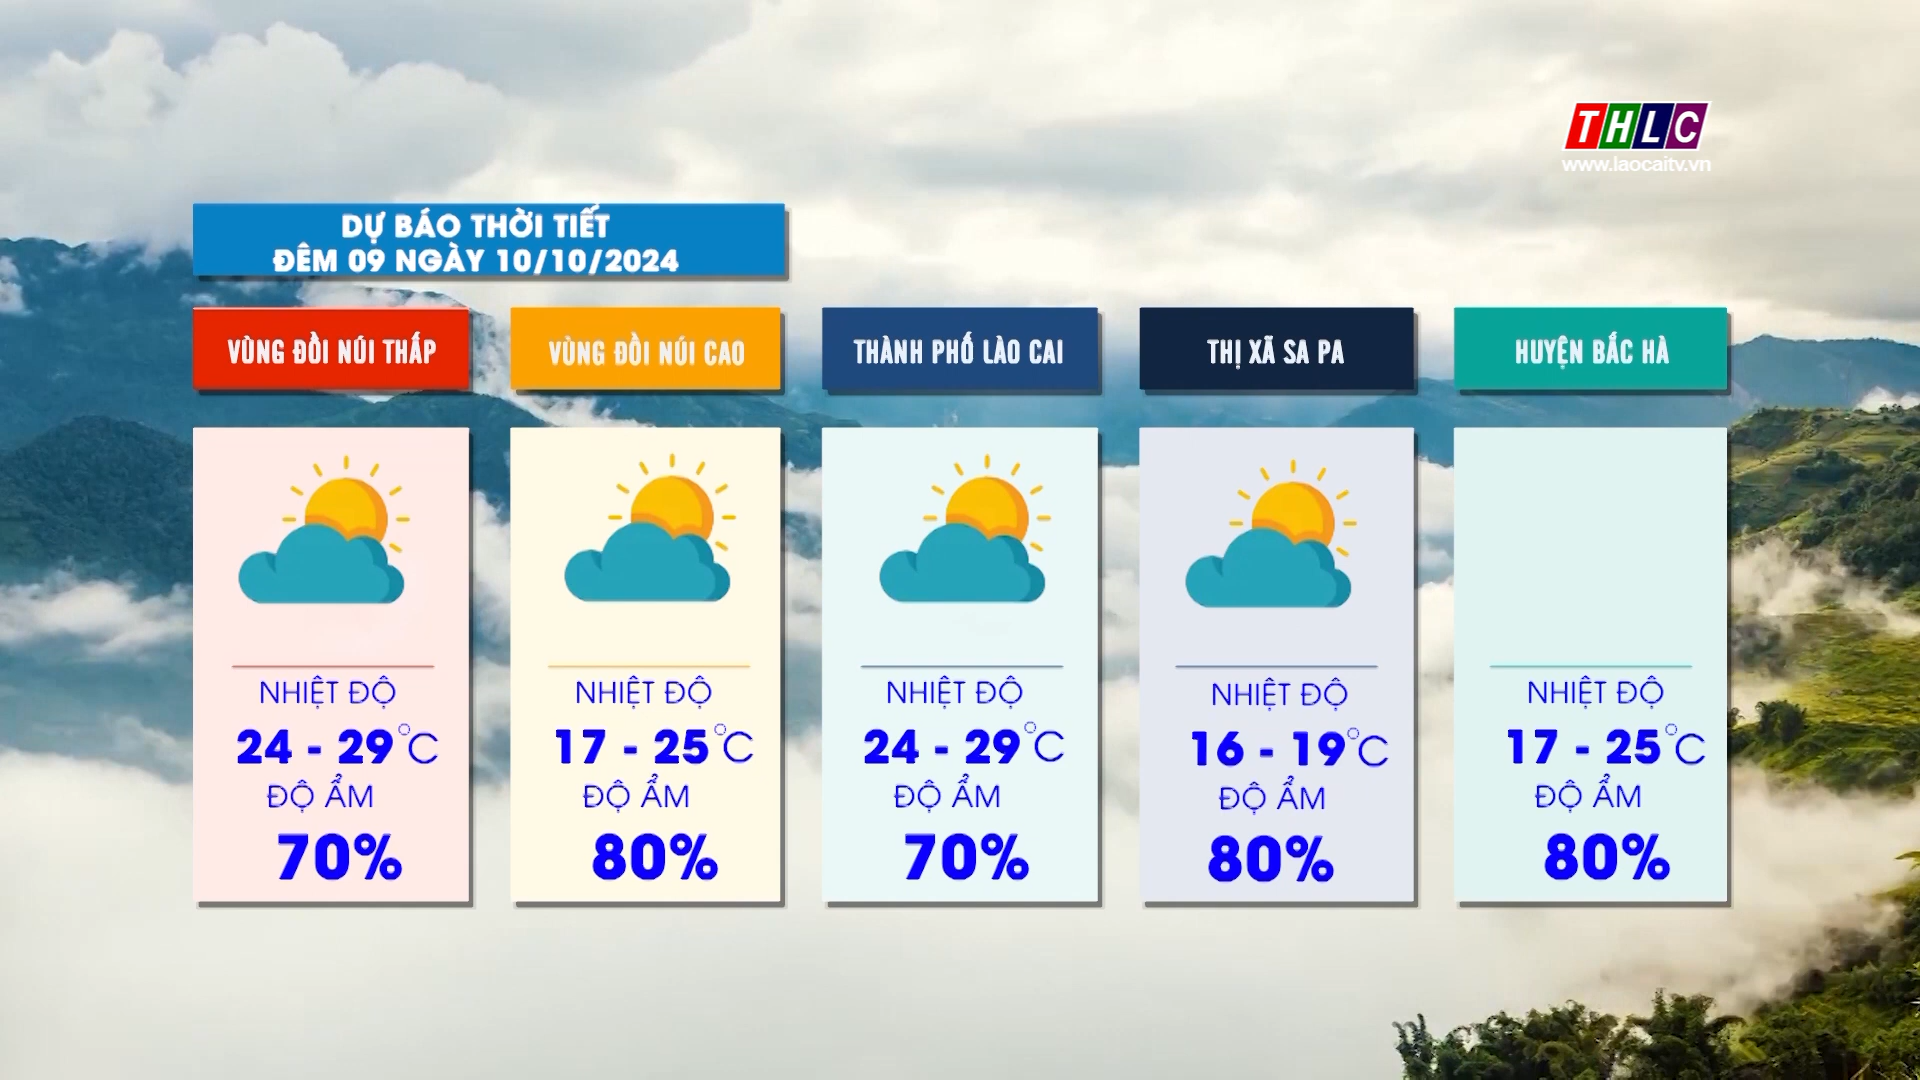 THLC
www.laocaitv.vn
DỰ BÁO THỜI TIẾT
ĐÊM 09 NGÀY 10/10/2024
VÙNG ĐỒI NÚI THẤP
NHIỆT ĐỘ
24 - 29°C
ĐỘ ẨM
70%
VÙNG ĐỒI NÚI CAO
NHIỆT ĐỘ
17 - 25°C
ĐỘ ẨM
80%
THÀNH PHỐ LÀO CAI
NHIỆT ĐỘ
24 - 29°C
ĐỘ ẨM
70%
THỊ XÃ SA PA
NHIỆT ĐỘ
16 - 19°C
ĐỘ ẨM
80%
HUYỆN BẮC HÀ
NHIỆT ĐỘ
17 - 25°C
ĐỘ ẨM
80%